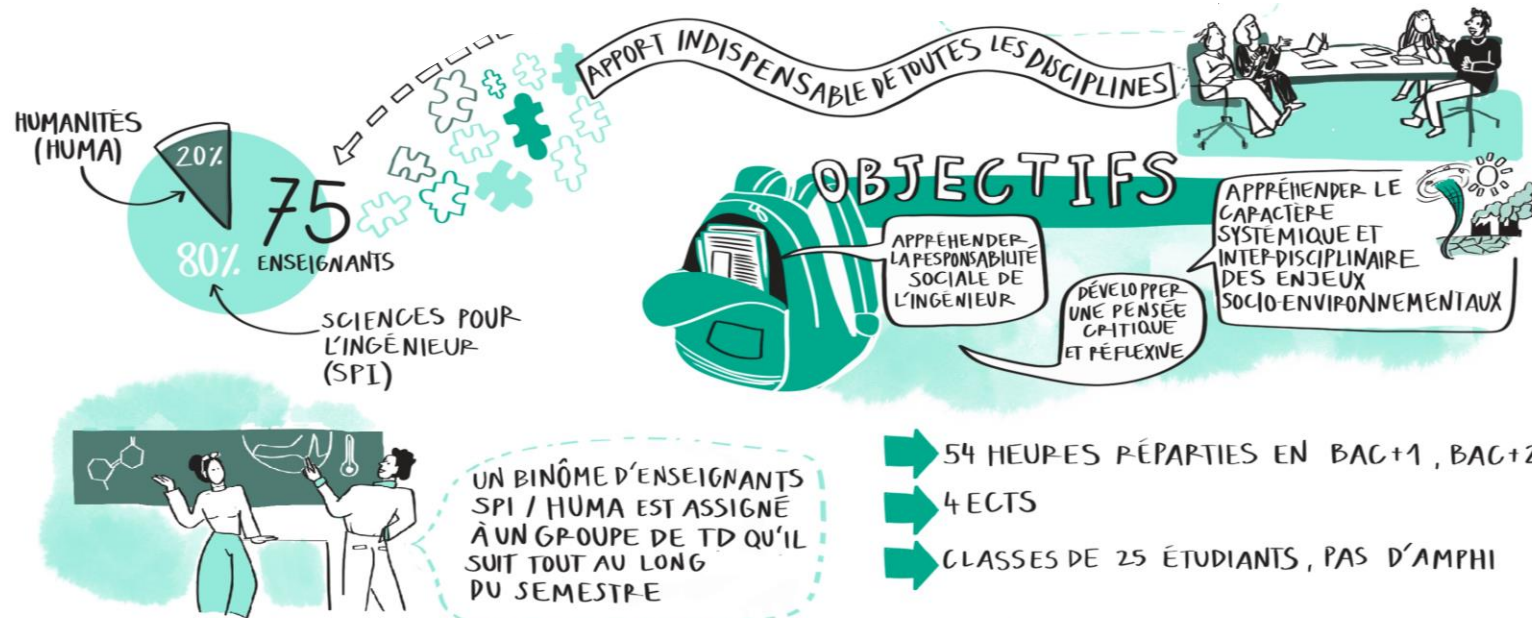 APPORT INDISPENSABLE DE TOUTES LES DISCIPLINES
HUMANITÉS
(HUMA)
20%
80%
75
ENSEIGNANTS
SCIENCES POUR
L'INGÉNIEUR
(SPI)
OBJECTIFS
APPRÉHENDER
LA RESPONSABILITÉ
SOCIALE DE
L'INGÉNIEUR
DÉVELOPPER
UNE PENSÉE
CRITIQUE
ET RÉFLEXIVE
APPRÉHENDER LE
CARACTÈRE
SYSTÉMIQUE ET
INTERDISCIPLINAIRE
DES ENJEUX
SOCIO-ENVIRONNEMENTAUX
UN BINÔME D'ENSEIGNANTS
SPI / HUMA EST ASSIGNÉ
À UN GROUPE DE TD QU'IL
SUIT TOUT AU LONG
DU SEMESTRE
54 HEURES RÉPARTIES EN BAC+1, BAC+2
4 ECTS
CLASSES DE 25 ÉTUDIANTS, PAS D'AMPHI